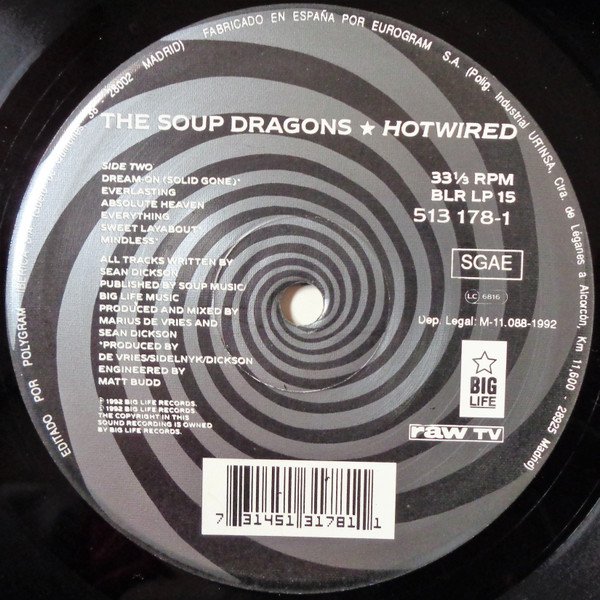 THE SOUP DRAGONS ★ HOTWIRED
SIDE TWO
DREAM-ON (SOLID GONE)*
EVERLASTING
ABSOLUTE HEAVEN
EVERYTHING
SWEET LAYABOUT*
MINDLESS*
ALL TRACKS WRITTEN BY
SEAN DICKSON
PUBLISHED BY SOUP MUSIC/
BIG LIFE MUSIC
PRODUCED AND MIXED BY
MARIUS DE VRIES AND
SEAN DICKSON
*PRODUCED BY
DE VRIES/SIDELNYK/DICKSON
ENGINEERED BY
MATT BUDD
℗ 1992 BIG LIFE RECORDS.
© 1992 BIG LIFE RECORDS.
THE COPYRIGHT IN THIS
SOUND RECORDING IS OWNED
BY BIG LIFE RECORDS.
33 1/3 RPM
BLR LP 15
513 178-1
SGAE
LC 6816
Dep. Legal: M-11.088-1992
BIG
LIFE
raw TV
7 31451 31781 1
EDITADO POR POLYGRAM IBERICA, S.A. 38 - 28002 MADRID) FABRICADO EN ESPAÑA POR EUROGRAM S.A. (Polig. Industrial URTINSA, Ctra. de Leganes a Alcorcón, Km 11,600 - 28925 Madrid)